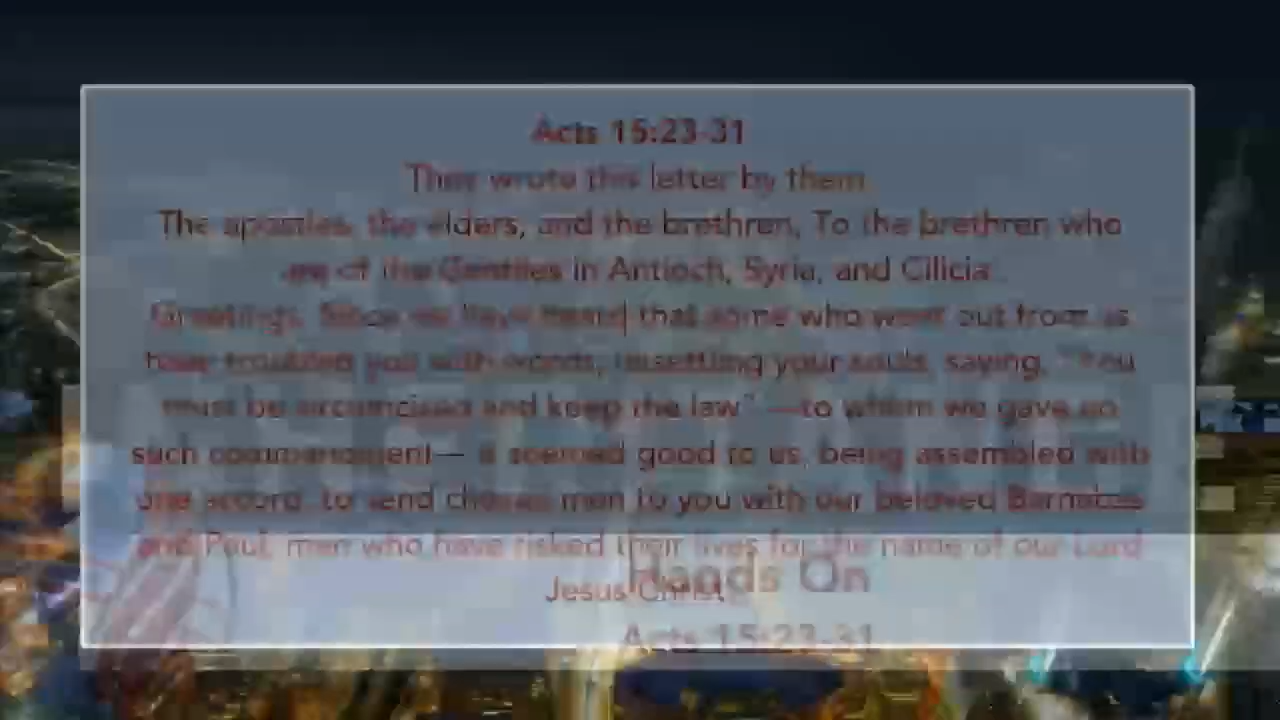 Acts 15:23-31
They wrote this letter by them
The apostles, the elders, and the brethren, To the brethren who
are of the Gentiles in Antioch, Syria, and Cilicia
Greetings. Since we have heard that some who went out from us
have troubled you with words, unsettling your souls, saying, "You
must be circumcised and keep the law" —to whom we gave no
such commandment— it seemed good to us, being assembled with
one accord, to send chosen men to you with our beloved Barnabas
and Paul, men who have risked their lives for the name of our Lord
Jesus Christ
Hands On
Acts 15:23-31